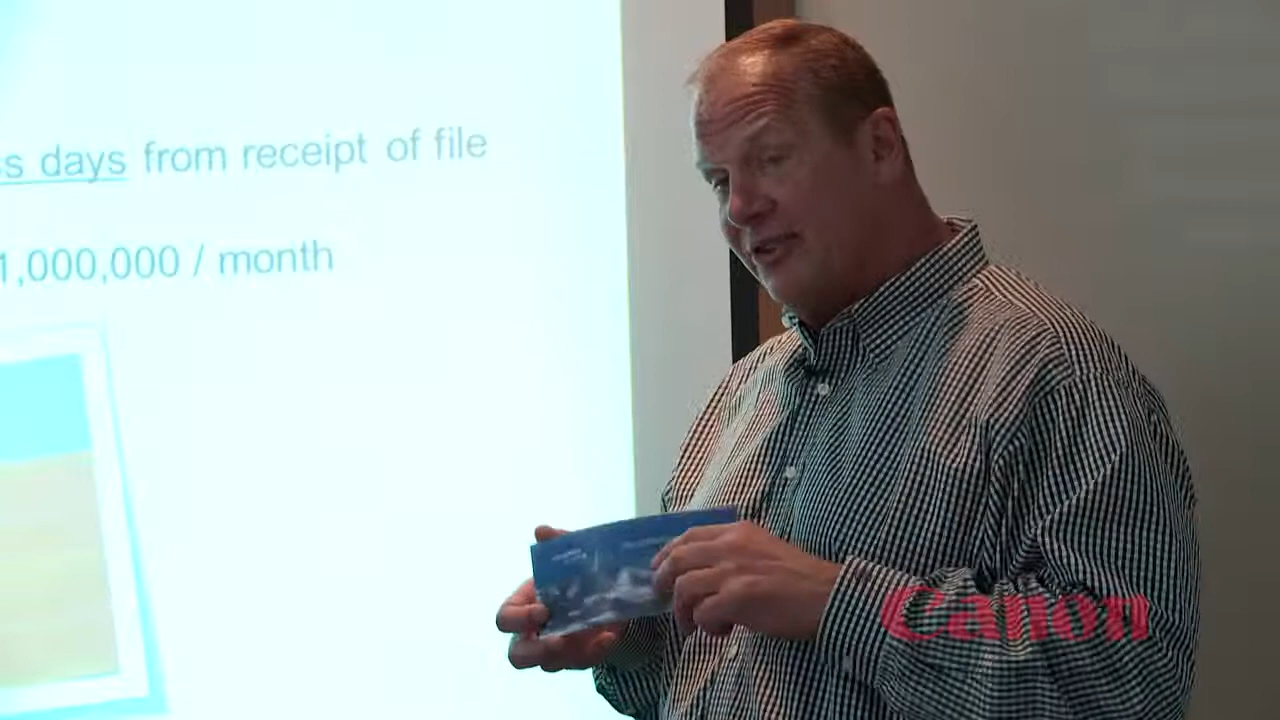 days from receipt of file
1,000,000 / month
Canon